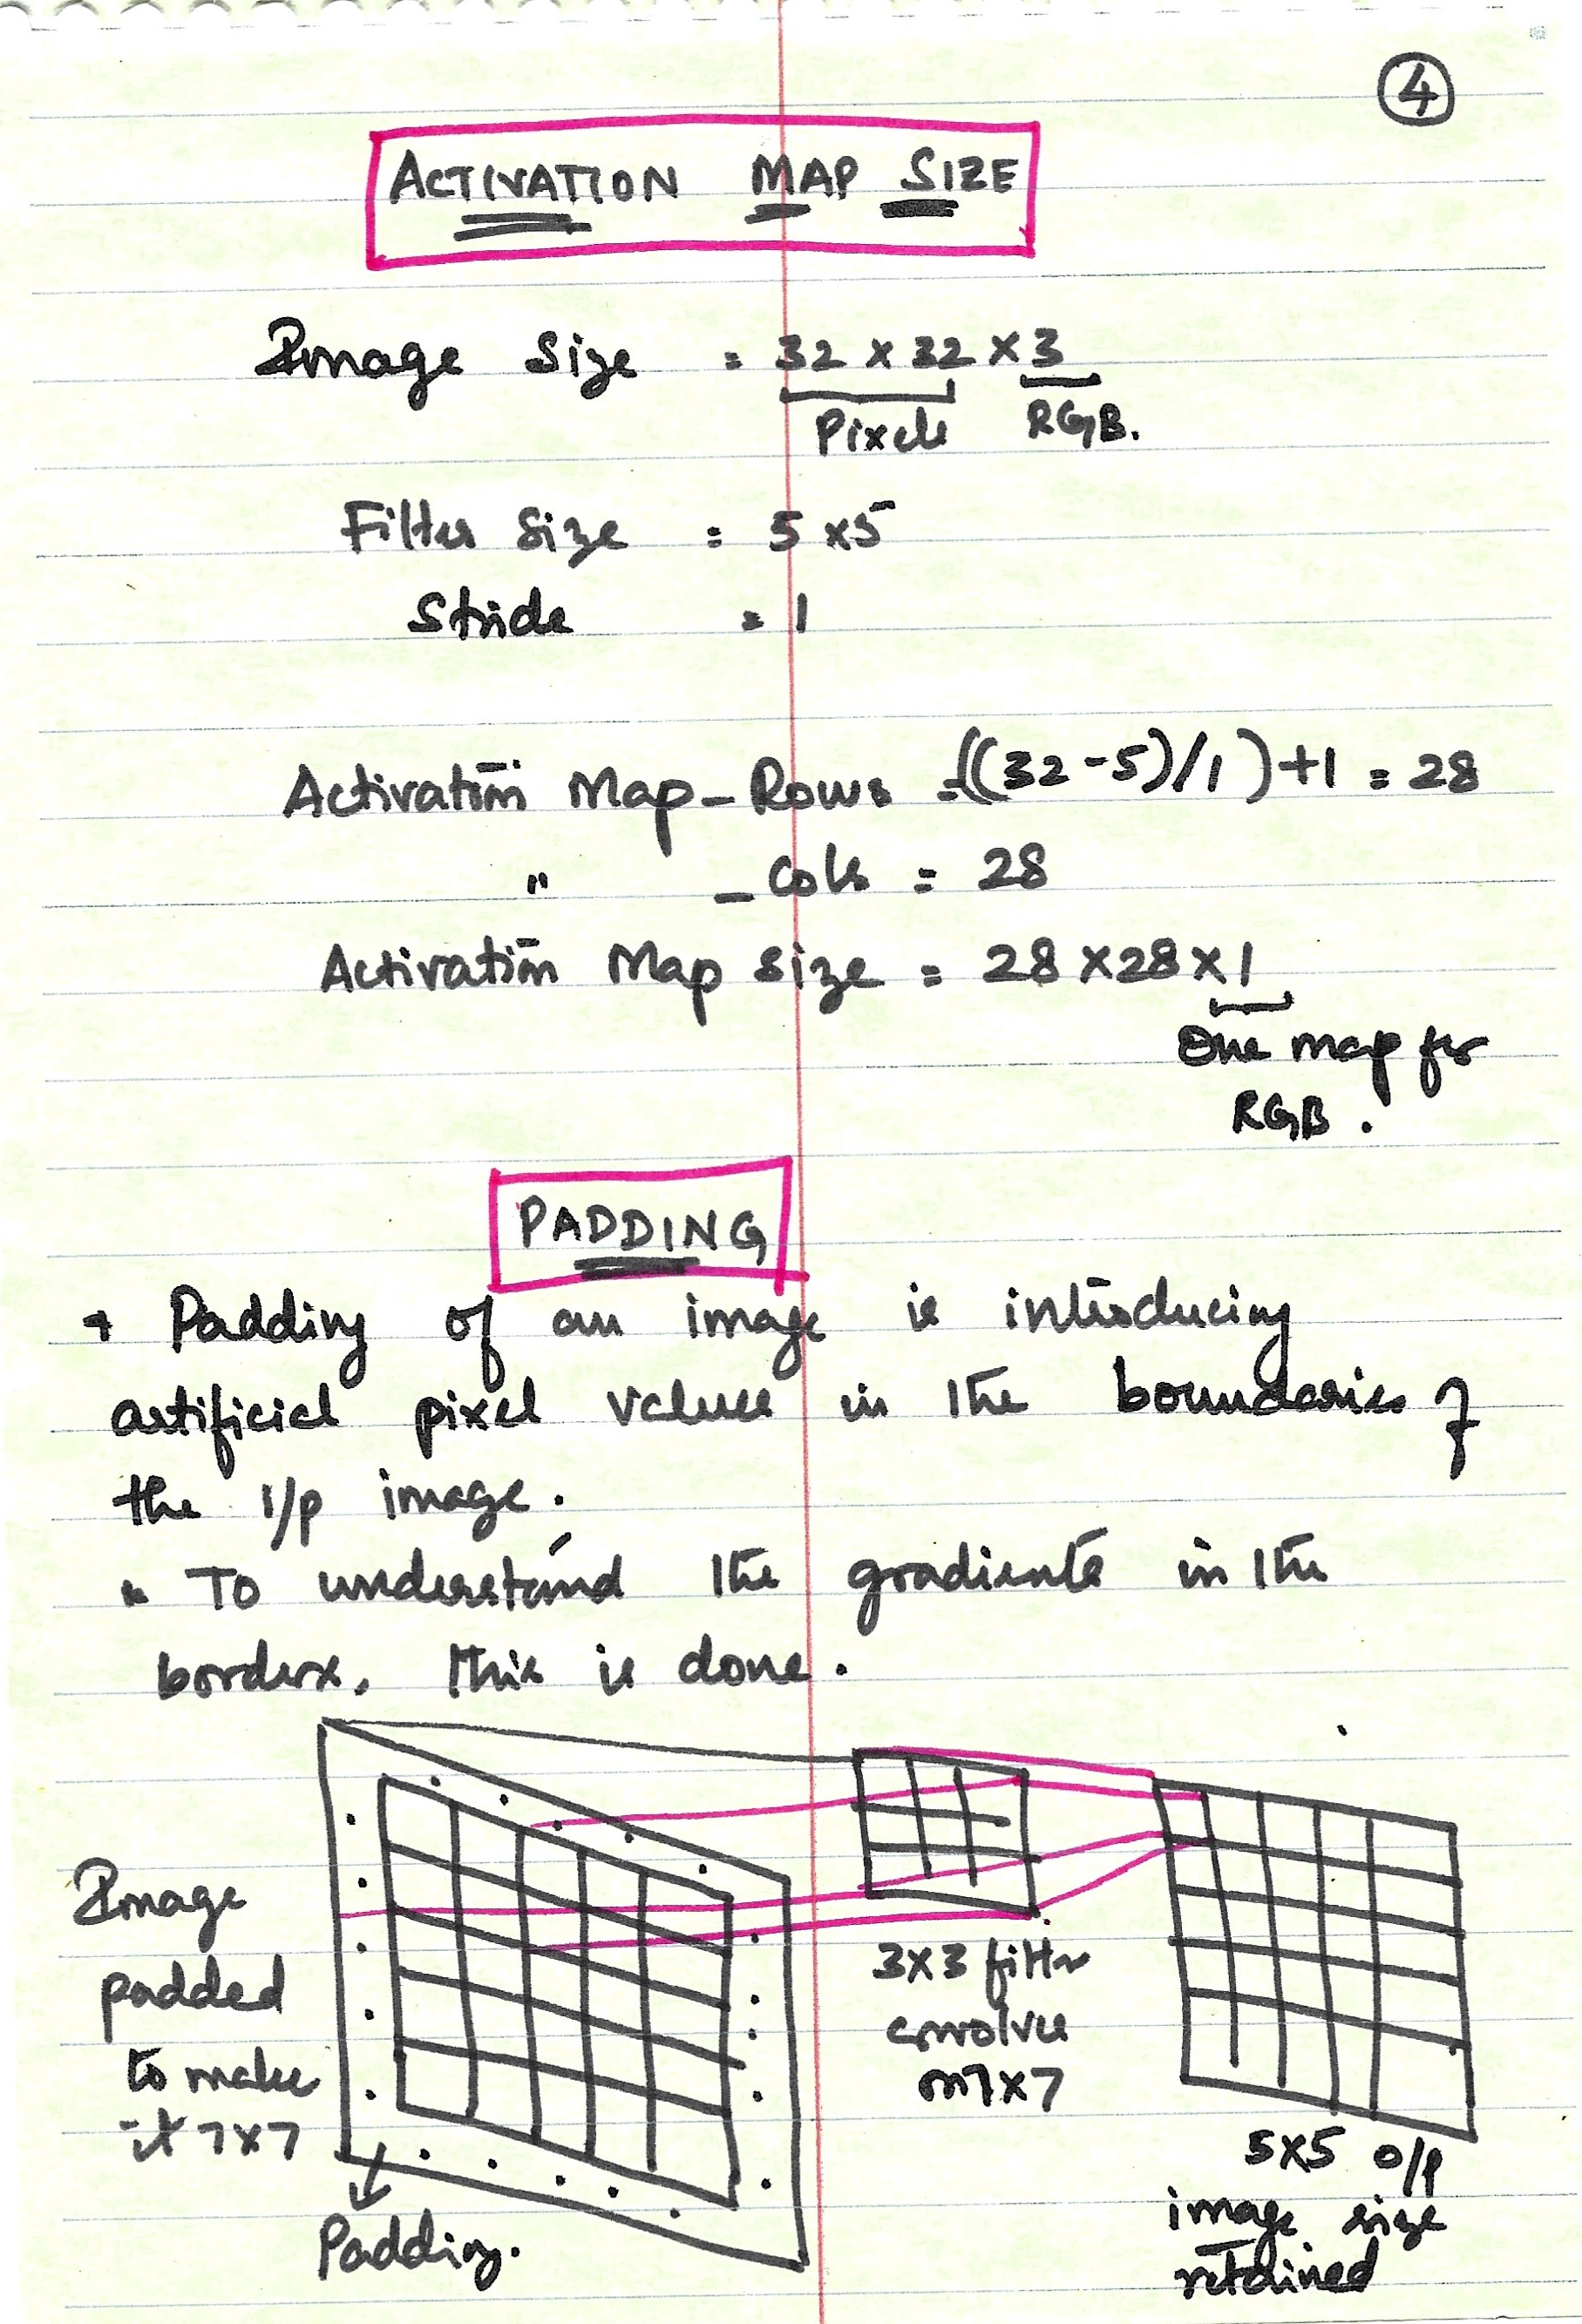 4
ACTIVATION MAP SIZE
Image Size = 32 x 32 x 3
Pixels RGB.
Filter Size = 5 x 5
Stride = 1
Activation Map - Rows = ((32-5)/1)+1 = 28
" - Cols = 28
Activation Map size = 28 x 28 x 1
One map for
RGB.
PADDING
* Padding of an image is introducing
artificial pixel values in the boundaries of
the i/p image.
* To understand the gradients in the
borders, this is done.
Image
padded
to make
it 7x7
Padding.
3x3 filter
convolves
on 7x7
5x5 o/p
image size
retained